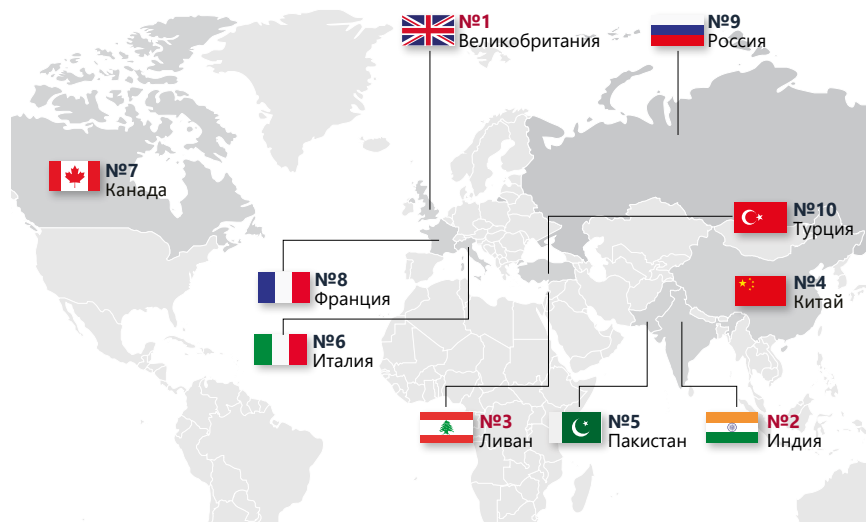 №1
Великобритания
№9
Россия
№7
Канада
№10
Турция
№8
Франция
№4
Китай
№6
Италия
№3
Ливан
№5
Пакистан
№2
Индия